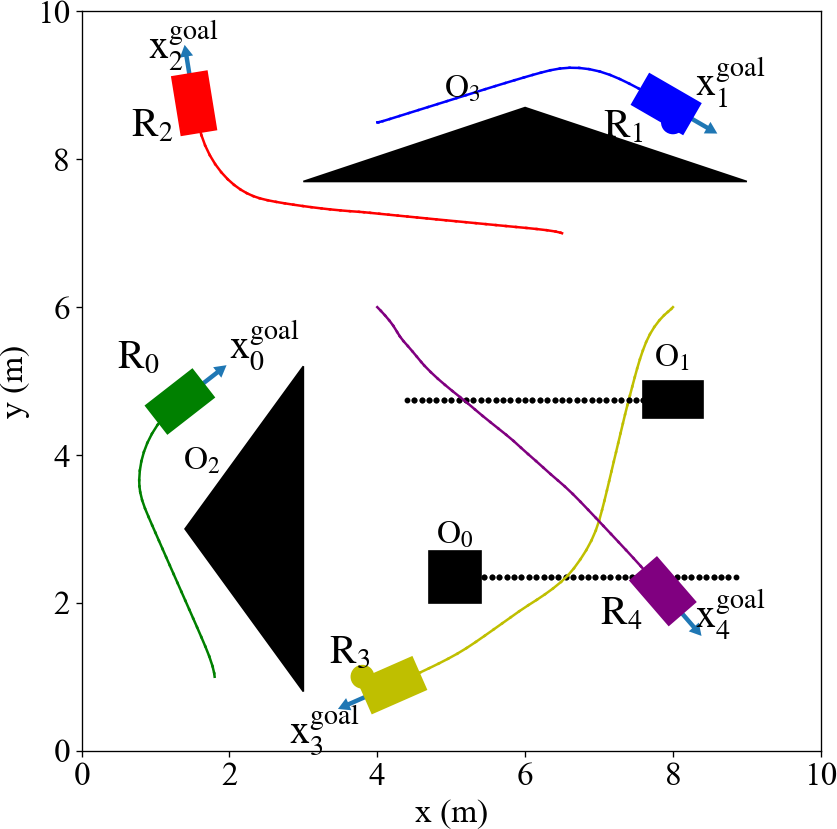 10
x₂^goal
O₃
x₁^goal
R₂
R₁
8
6
R₀
x₀^goal
O₁
O₂
4
O₀
2
R₄
x₄^goal
R₃
x₃^goal
0
0 2 4 6 8 10
x (m)
y (m)